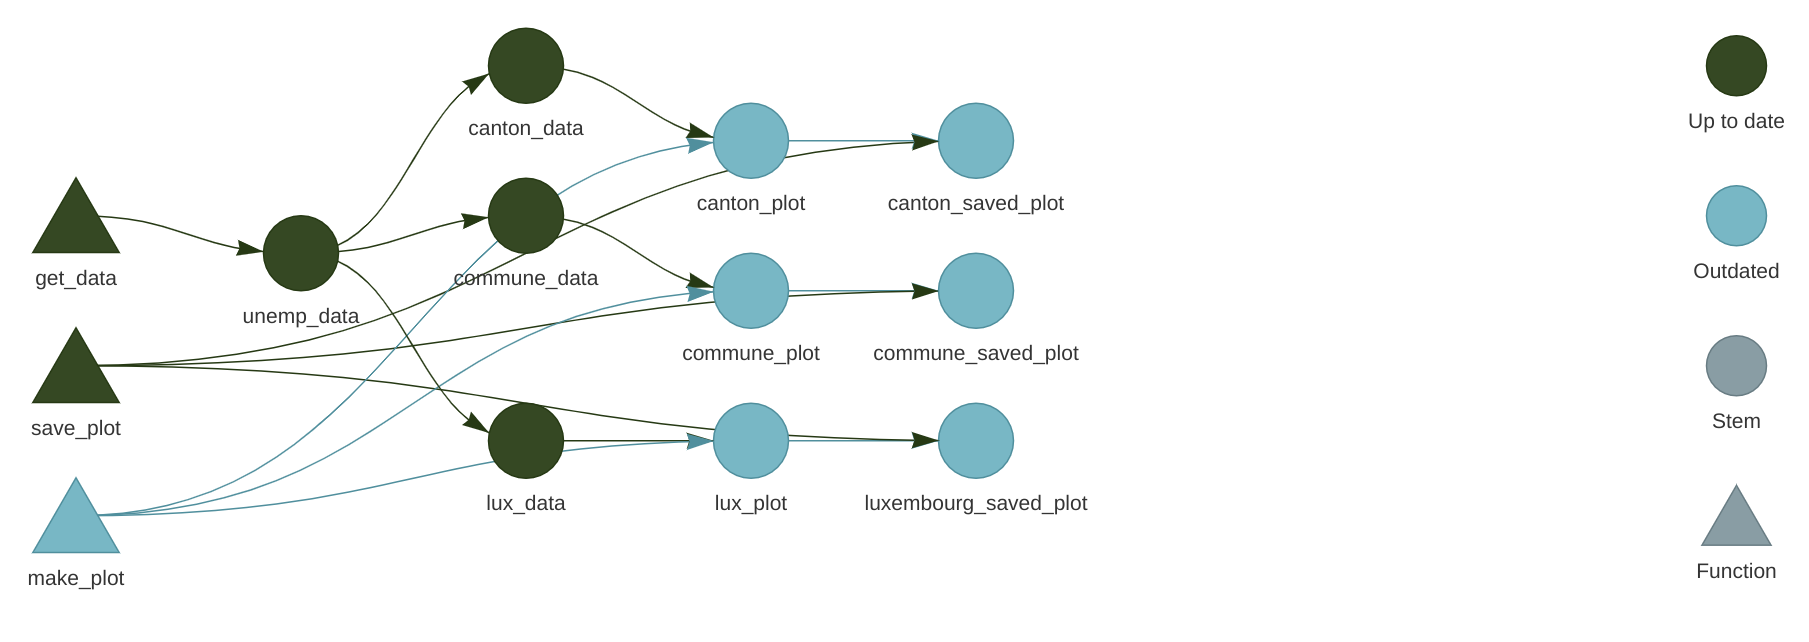 canton_data
Up to date
canton_plot
canton_saved_plot
get_data
commune_data
Outdated
unemp_data
commune_plot
commune_saved_plot
save_plot
Stem
lux_data
lux_plot
luxembourg_saved_plot
make_plot
Function